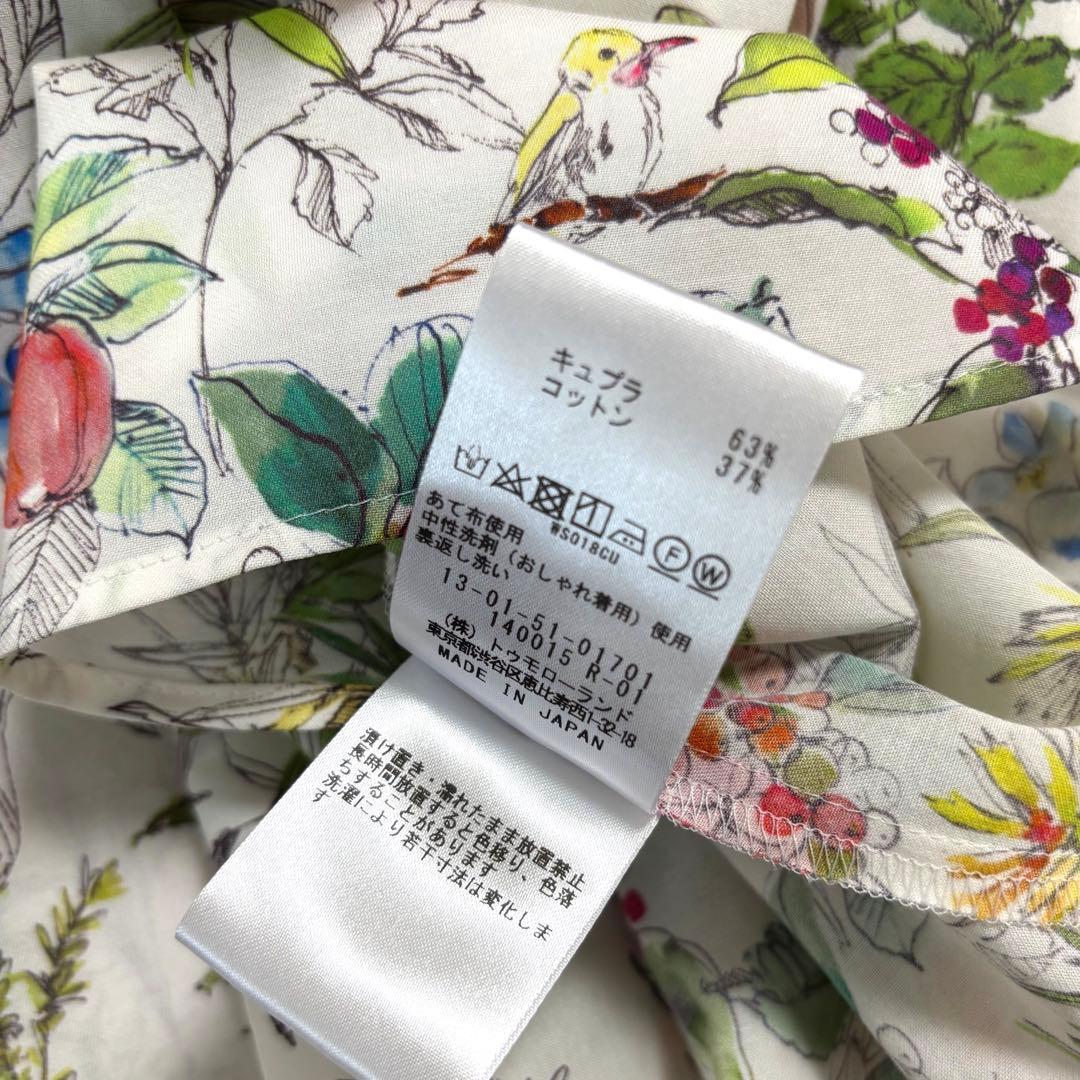 キュプラ 63%
コットン 37%
F W
WS018CU
あて布使用
中性洗剤（おしゃれ着用）使用
裏返し洗い
13-01-51-01701
140015 R-01
（株）トゥモローランド
東京都渋谷区恵比寿西1-32-18
MADE IN JAPAN
漬け置き・濡れたまま放置禁止
長時間放置すると色移り、色落
ちすることがあります
洗濯により若干寸法は変化しま
す